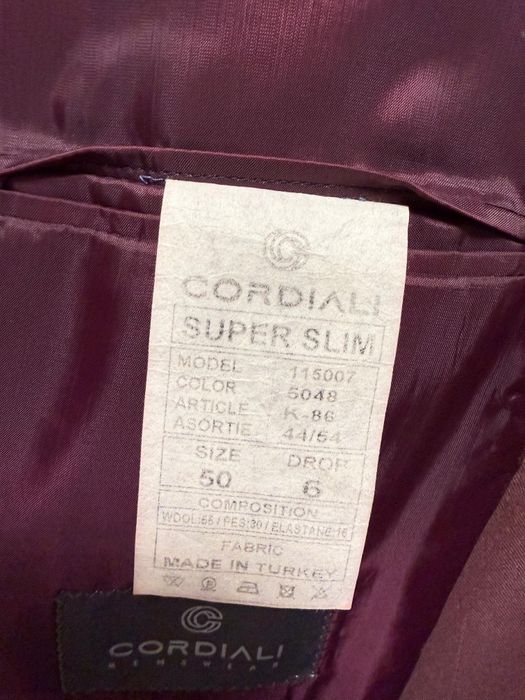 CORDIALI
SUPER SLIM
MODEL 115007
COLOR 5048
ARTICLE K-86
ASORTIE 44/54
SIZE DROP
50 6
COMPOSITION
WOOL:55 / PES:30 / ELASTANE:15
FABRIC
MADE IN TURKEY
CORDIALI
MENSWEAR